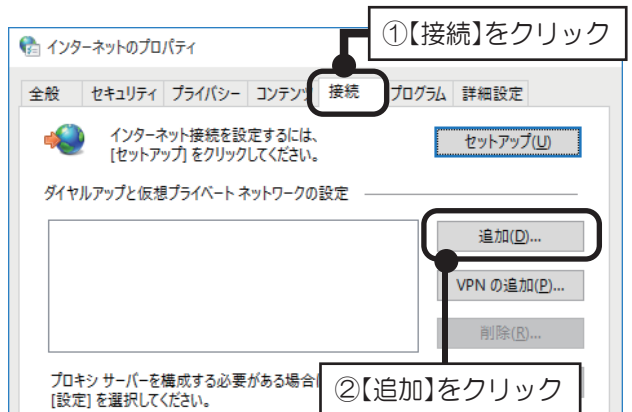 ①【接続】をクリック
インターネットのプロパティ
全般 セキュリティ プライバシー コンテンツ 接続 プログラム 詳細設定
インターネット接続を設定するには、
[セットアップ] をクリックしてください。
セットアップ(U)
ダイヤルアップと仮想プライベート ネットワークの設定
追加(D)...
VPN の追加(P)...
削除(R)...
プロキシ サーバーを構成する必要がある場合
[設定] を選択してください。
②【追加】をクリック